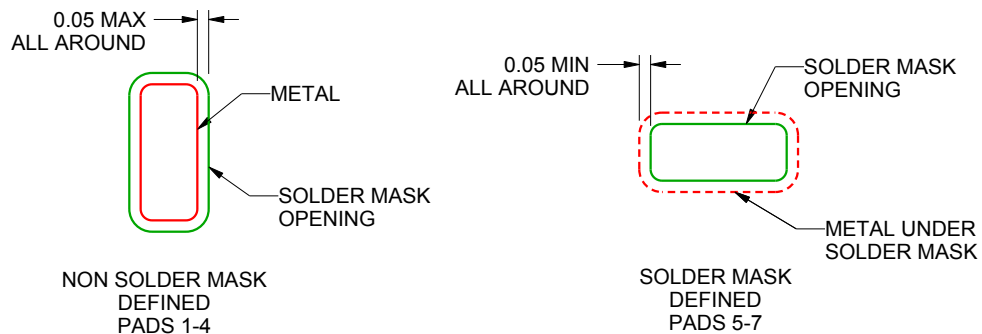 0.05 MAX
ALL AROUND
METAL
SOLDER MASK
OPENING
NON SOLDER MASK
DEFINED
PADS 1-4
0.05 MIN
ALL AROUND
SOLDER MASK
OPENING
METAL UNDER
SOLDER MASK
SOLDER MASK
DEFINED
PADS 5-7